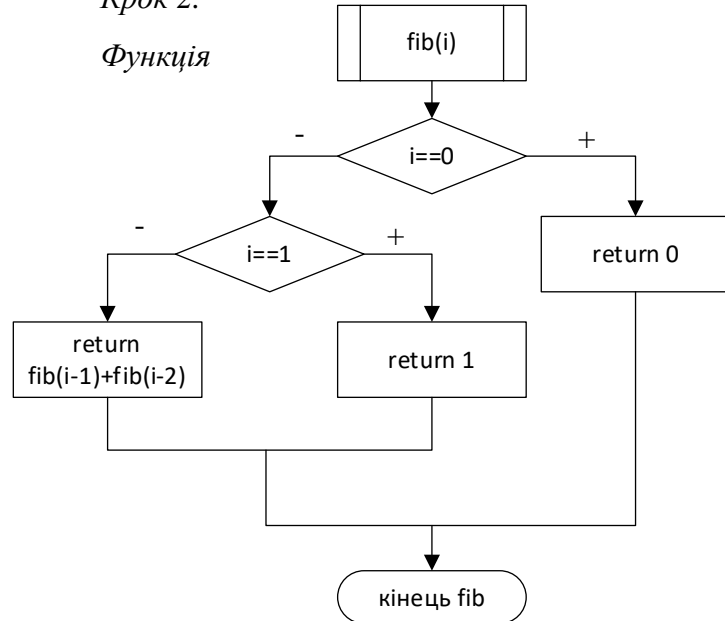 Крок 2.
Функція
fib(i)
-
+
i==0
-
+
i==1
return 0
return
fib(i-1)+fib(i-2)
return 1
кінець fib